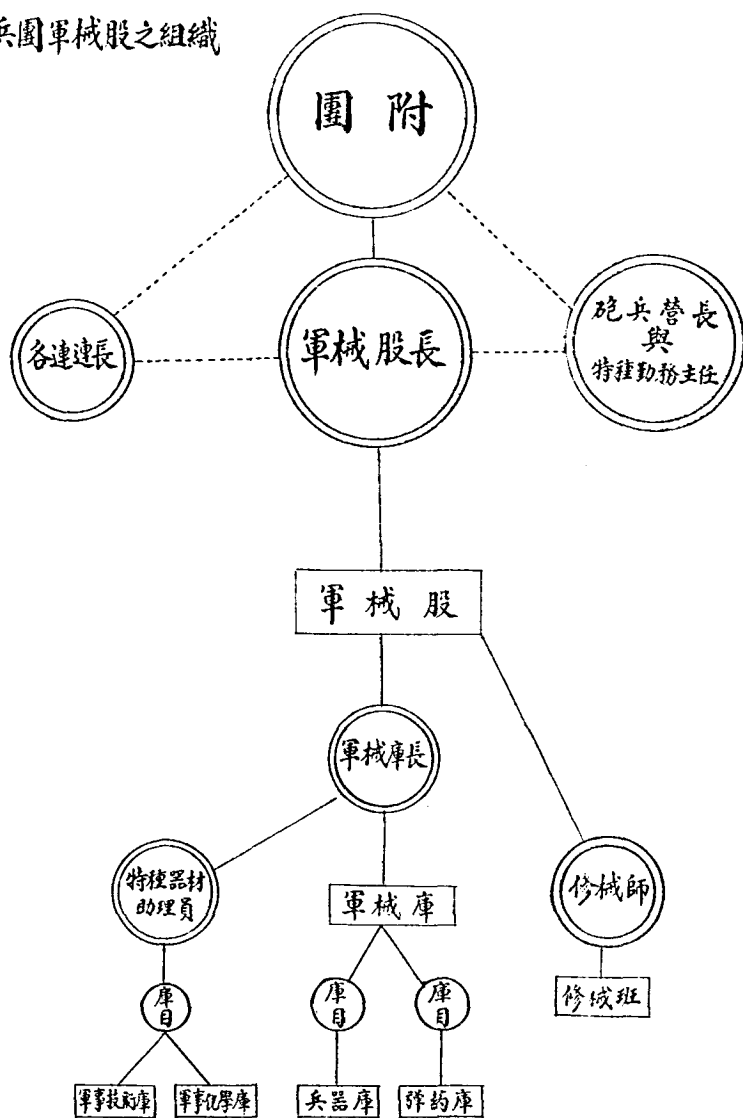 兵團軍械股之組織
團附
各連連長
軍械股長
砲兵營長
與
特種勤務主任
軍械股
軍械庫長
特種器材
助理員
軍械庫
修械師
庫目
庫目
庫目
修械班
軍事技術庫
軍事化學庫
兵器庫
彈药庫